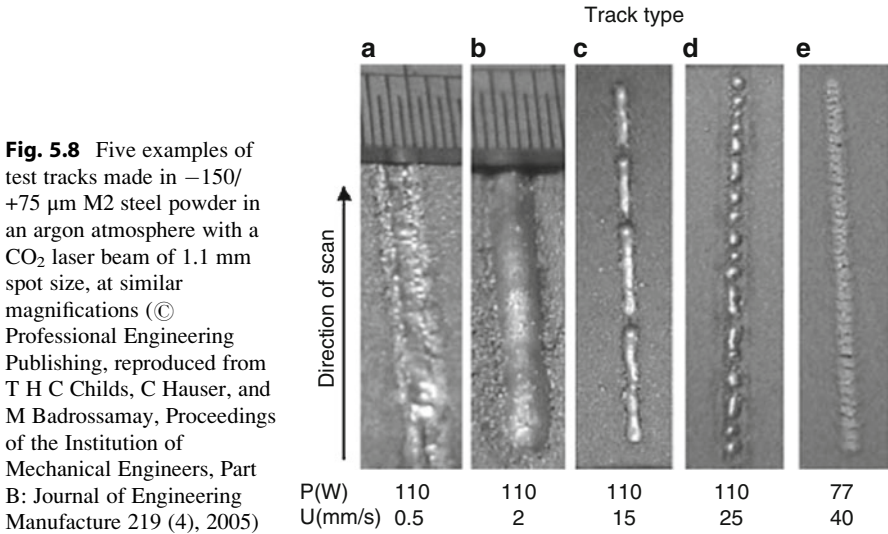 Fig. 5.8 Five examples of
test tracks made in −150/
+75 μm M2 steel powder in
an argon atmosphere with a
CO₂ laser beam of 1.1 mm
spot size, at similar
magnifications (©
Professional Engineering
Publishing, reproduced from
T H C Childs, C Hauser, and
M Badrossamay, Proceedings
of the Institution of
Mechanical Engineers, Part
B: Journal of Engineering
Manufacture 219 (4), 2005)
Track type
a b c d e
Direction of scan
P(W) 110 110 110 110 77
U(mm/s) 0.5 2 15 25 40